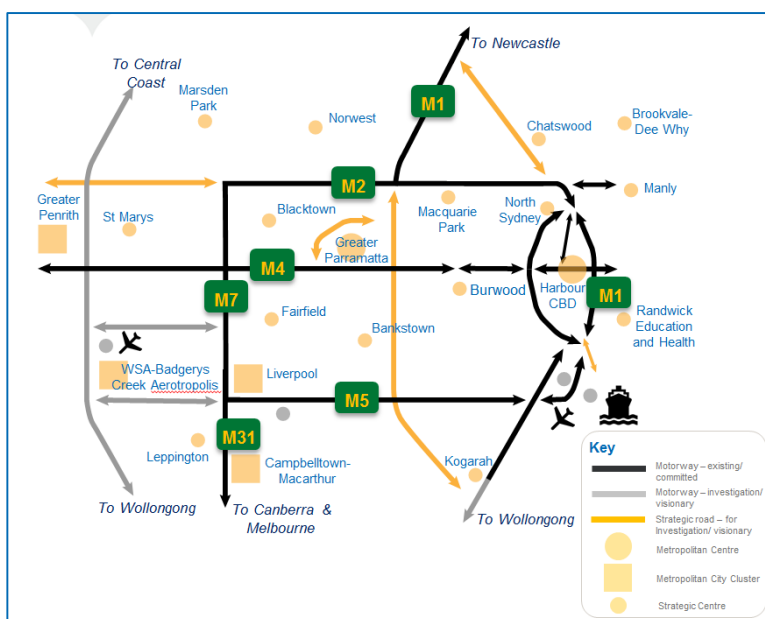 To Newcastle
To Central
Coast
Marsden
Park
Norwest
M1
Chatswood
Brookvale-
Dee Why
M2
Greater
Penrith
St Marys
Blacktown
Macquarie
Park
North
Sydney
Manly
Greater
Parramatta
M4
M7
Burwood
Harbour
CBD
M1
Fairfield
Bankstown
Randwick
Education
and Health
WSA-Badgerys
Creek Aerotropolis
Liverpool
M5
M31
Leppington
Campbelltown-
Macarthur
Kogarah
To Wollongong
To Canberra &
Melbourne
To Wollongong
Key
Motorway – existing/
committed
Motorway – investigation/
visionary
Strategic road – for
Investigation/ visionary
Metropolitan Centre
Metropolitan City Cluster
Strategic Centre